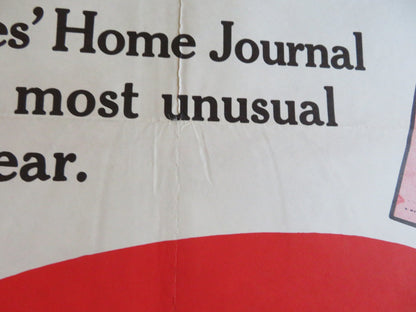 es' Home Journal
most unusual
ear.